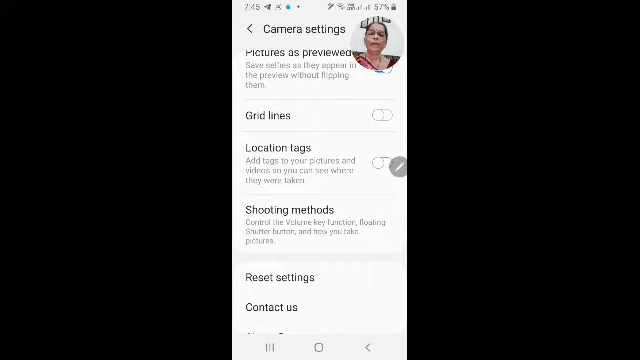 7:45 57%
Camera settings
Pictures as previewed
Save selfies as they appear in
the preview without flipping
them.
Grid lines
Location tags
Add tags to your pictures and
videos so you can see where
they were taken.
Shooting methods
Control the Volume key function, floating
Shutter button, and how you take
pictures.
Reset settings
Contact us